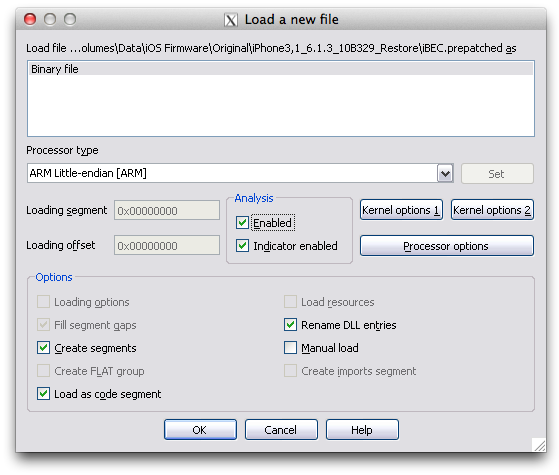 Load a new file
Load file ...olumes\Data\iOS Firmware\Original\iPhone3,1_6.1.3_10B329_Restore\iBEC.prepatched as
Binary file
Processor type
ARM Little-endian [ARM]
Set
Analysis
Loading segment 0x00000000
Enabled
Kernel options 1
Kernel options 2
Loading offset 0x00000000
Indicator enabled
Processor options
Options
Loading options
Load resources
Fill segment gaps
Rename DLL entries
Create segments
Manual load
Create FLAT group
Create imports segment
Load as code segment
OK
Cancel
Help